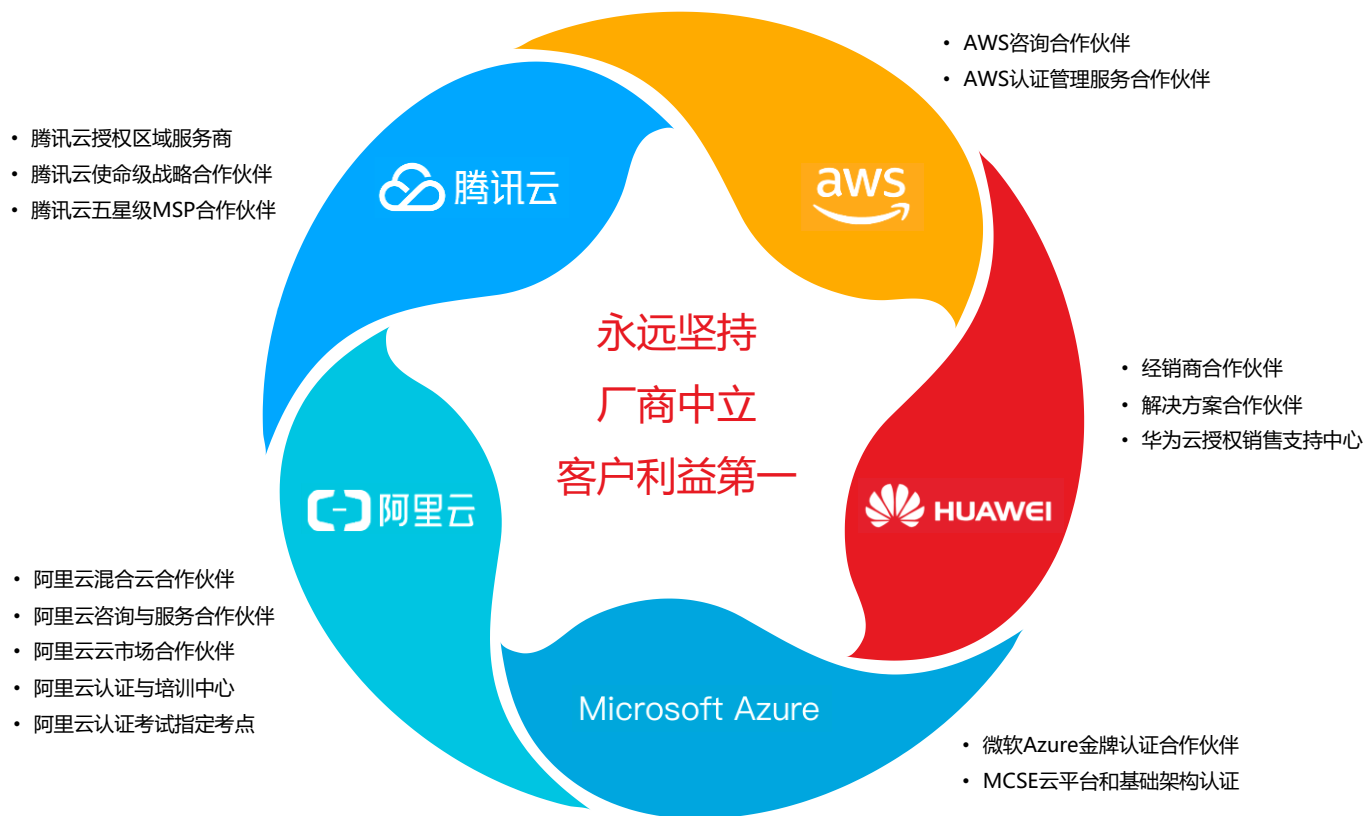 • AWS咨询合作伙伴
• AWS认证管理服务合作伙伴
• 腾讯云授权区域服务商
• 腾讯云使命级战略合作伙伴
• 腾讯云五星级MSP合作伙伴
腾讯云
aws
永远坚持
厂商中立
客户利益第一
• 经销商合作伙伴
• 解决方案合作伙伴
• 华为云授权销售支持中心
HUAWEI
阿里云
• 阿里云混合云合作伙伴
• 阿里云咨询与服务合作伙伴
• 阿里云云市场合作伙伴
• 阿里云认证与培训中心
• 阿里云认证考试指定考点
Microsoft Azure
• 微软Azure金牌认证合作伙伴
• MCSE云平台和基础架构认证